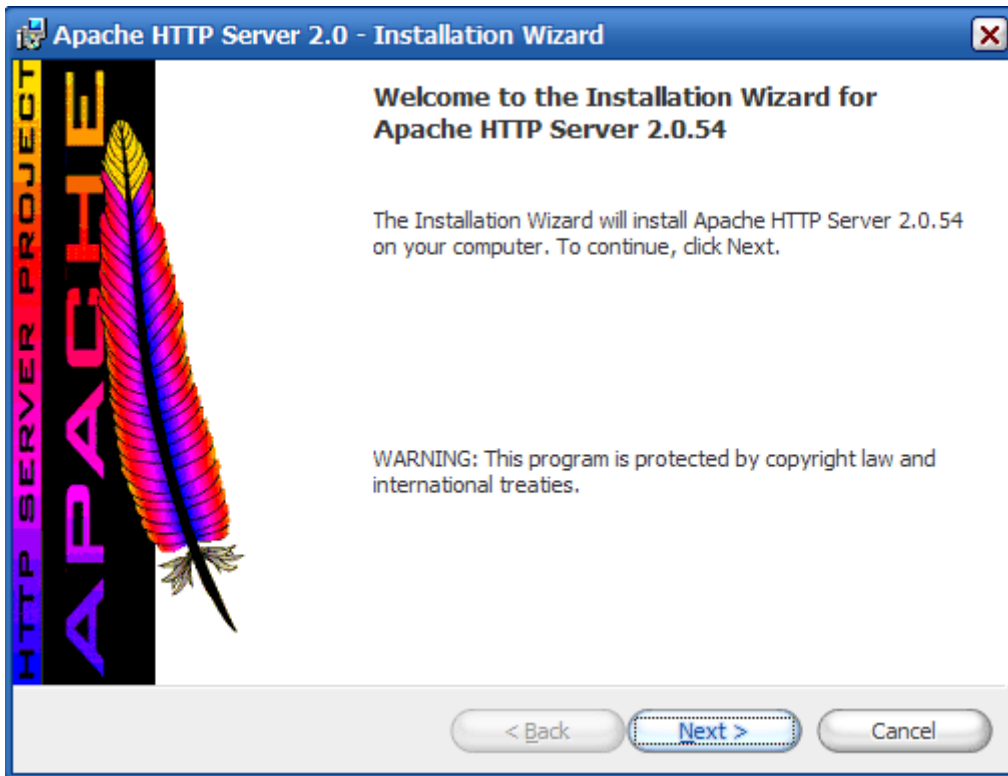 Apache HTTP Server 2.0 - Installation Wizard
HTTP SERVER PROJECT
APACHE
Welcome to the Installation Wizard for
Apache HTTP Server 2.0.54
The Installation Wizard will install Apache HTTP Server 2.0.54
on your computer. To continue, click Next.
WARNING: This program is protected by copyright law and
international treaties.
< Back
Next >
Cancel